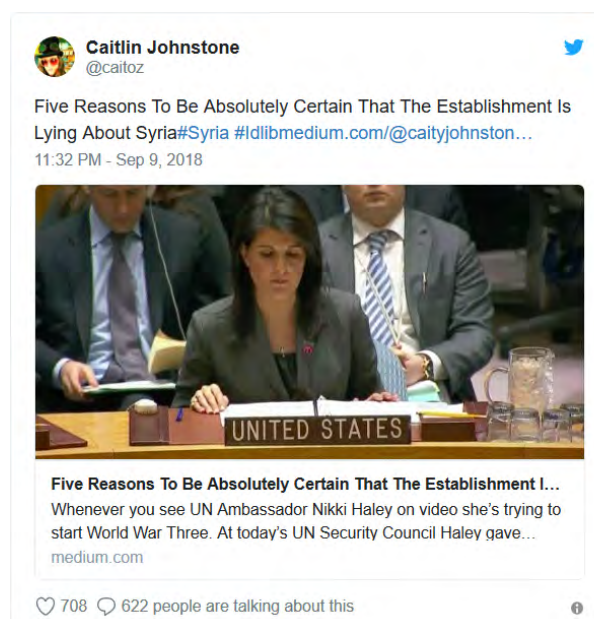 Caitlin Johnstone
@caitoz
Five Reasons To Be Absolutely Certain That The Establishment Is
Lying About Syria#Syria #Idlibmedium.com/@caityjohnston…
11:32 PM - Sep 9, 2018
UNITED STATES
Five Reasons To Be Absolutely Certain That The Establishment I...
Whenever you see UN Ambassador Nikki Haley on video she’s trying to
start World War Three. At today’s UN Security Council Haley gave...
medium.com
708 622 people are talking about this